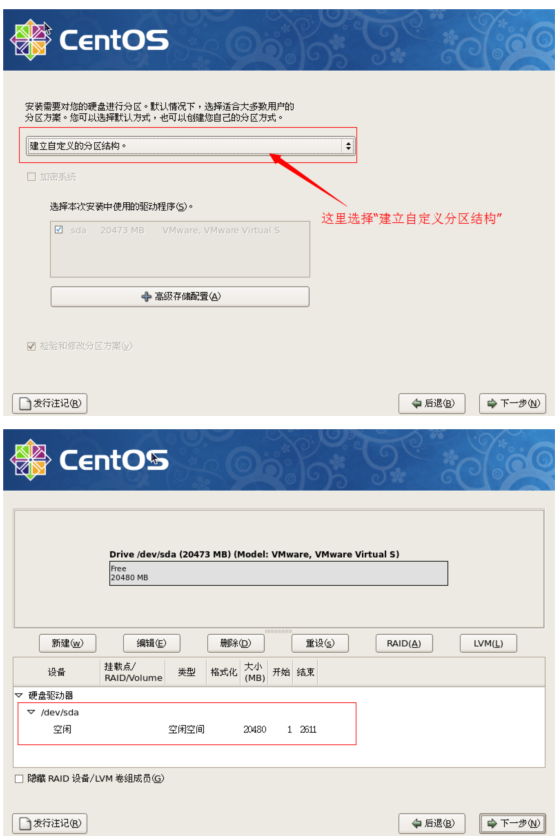 CentOS
安装需要对您的硬盘进行分区。默认情况下，选择适合大多数用户的
分区方案。您可以选择默认方式，也可以创建您自己的分区方式。
建立自定义的分区结构。
加密系统
选择本次安装中使用的驱动程序(S)。
这里选择“建立自定义分区结构”
sda 20473 MB VMware, VMware Virtual S
高级存储配置(A)
检验和修改分区方案(V)
发行注记(R) 后退(B) 下一步(N)
CentOS
Drive /dev/sda (20473 MB) (Model: VMware, VMware Virtual S)
Free
20480 MB
新建(w) 编辑(E) 删除(D) 重设(s) RAID(A) LVM(L)
设备 挂载点/ RAID/Volume 类型 格式化 大小 (MB) 开始 结束
硬盘驱动器
/dev/sda
空闲 空闲空间 20480 1 2611
隐藏 RAID 设备/LVM 卷组成员(G)
发行注记(R) 后退(B) 下一步(N)